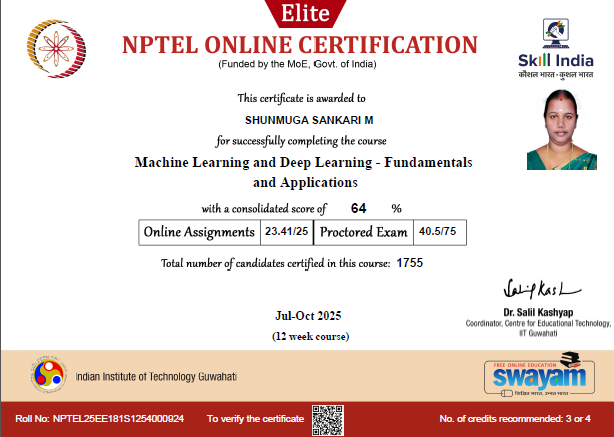 Elite
NPTEL ONLINE CERTIFICATION
(Funded by the MoE, Govt. of India)
Skill India
कौशल भारत - कुशल भारत
This certificate is awarded to
SHUNMUGA SANKARI M
for successfully completing the course
Machine Learning and Deep Learning - Fundamentals
and Applications
with a consolidated score of 64 %
Online Assignments 23.41/25 Proctored Exam 40.5/75
Total number of candidates certified in this course: 1755
Jul-Oct 2025
(12 week course)
Dr. Salil Kashyap
Coordinator, Centre for Educational Technology,
IIT Guwahati
Indian Institute of Technology Guwahati
FREE ONLINE EDUCATION
swayam
शिक्षित भारत, उन्नत भारत
Roll No: NPTEL25EE181S1254000924 To verify the certificate No. of credits recommended: 3 or 4